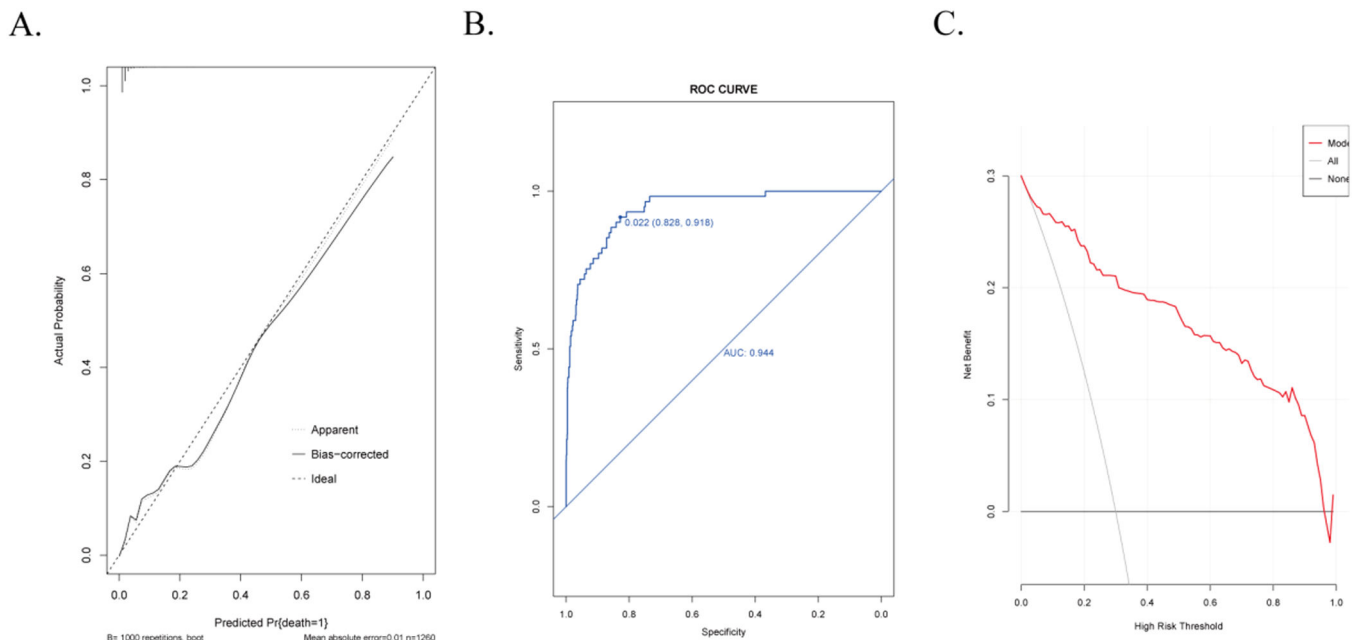 A.
B.
C.
1.0
0.8
0.6
0.4
0.2
0.0
Actual Probability
Apparent
Bias-corrected
Ideal
0.0 0.2 0.4 0.6 0.8 1.0
Predicted Pr{death=1}
B= 1000 repetitions, boot
Mean absolute error=0.01 n=1260
ROC CURVE
1.0
0.5
0.0
Sensitivity
0.022 (0.828, 0.918)
AUC: 0.944
1.0 0.8 0.6 0.4 0.2 0.0
Specificity
Mode
All
None
0.3
0.2
0.1
0.0
Net Benefit
0.0 0.2 0.4 0.6 0.8 1.0
High Risk Threshold